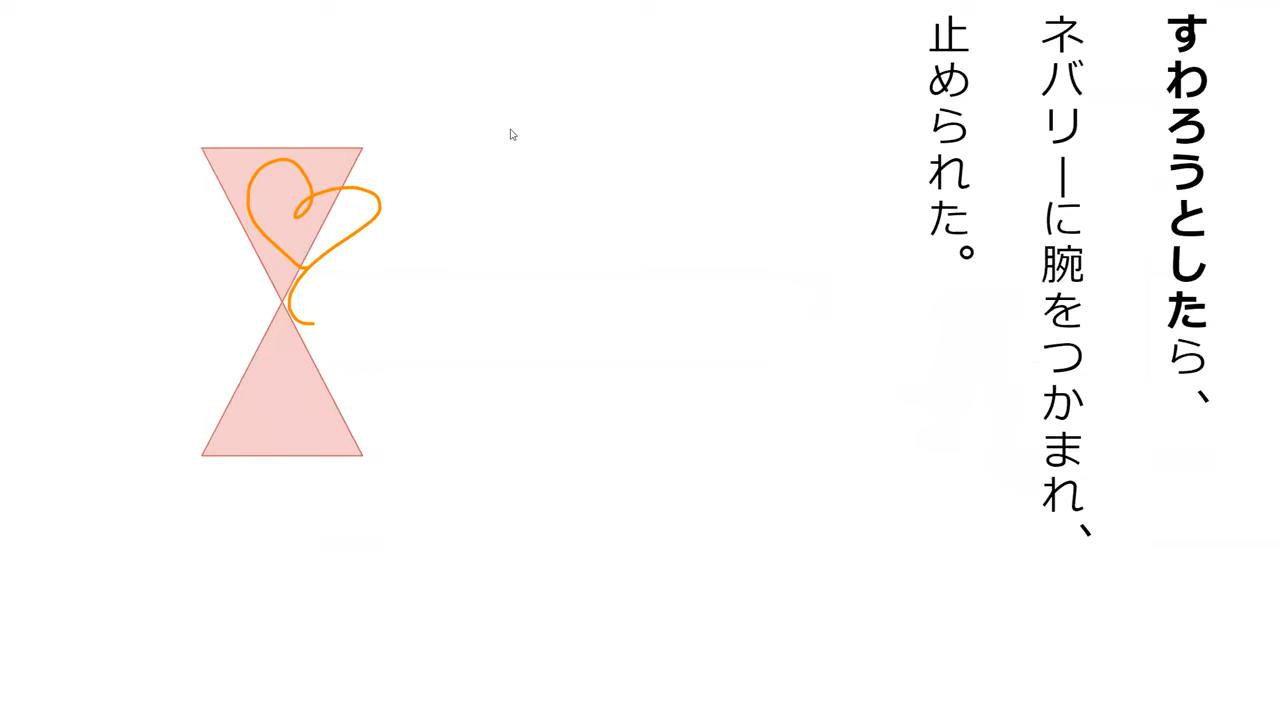 すわろうとしたら、
ネバリーに腕をつかまれ、
止められた。